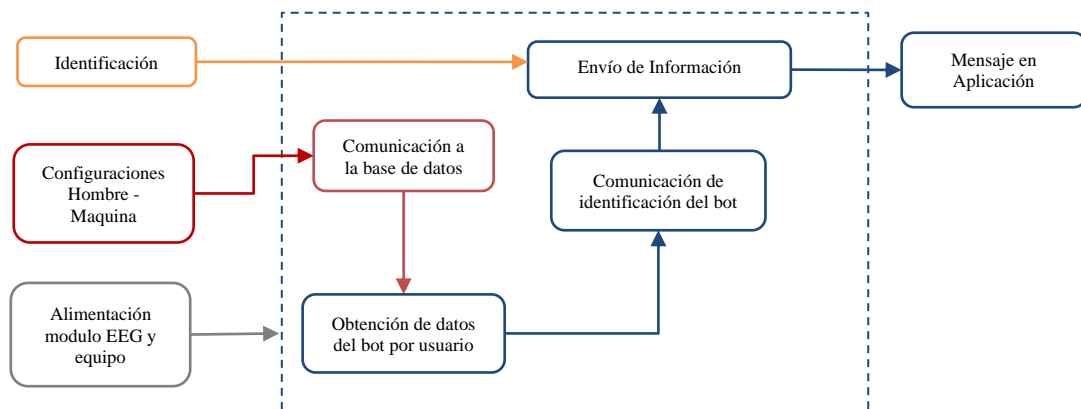 Identificación
Envío de Información
Mensaje en
Aplicación
Configuraciones
Hombre -
Maquina
Comunicación a
la base de datos
Comunicación de
identificación del bot
Alimentación
modulo EEG y
equipo
Obtención de datos
del bot por usuario